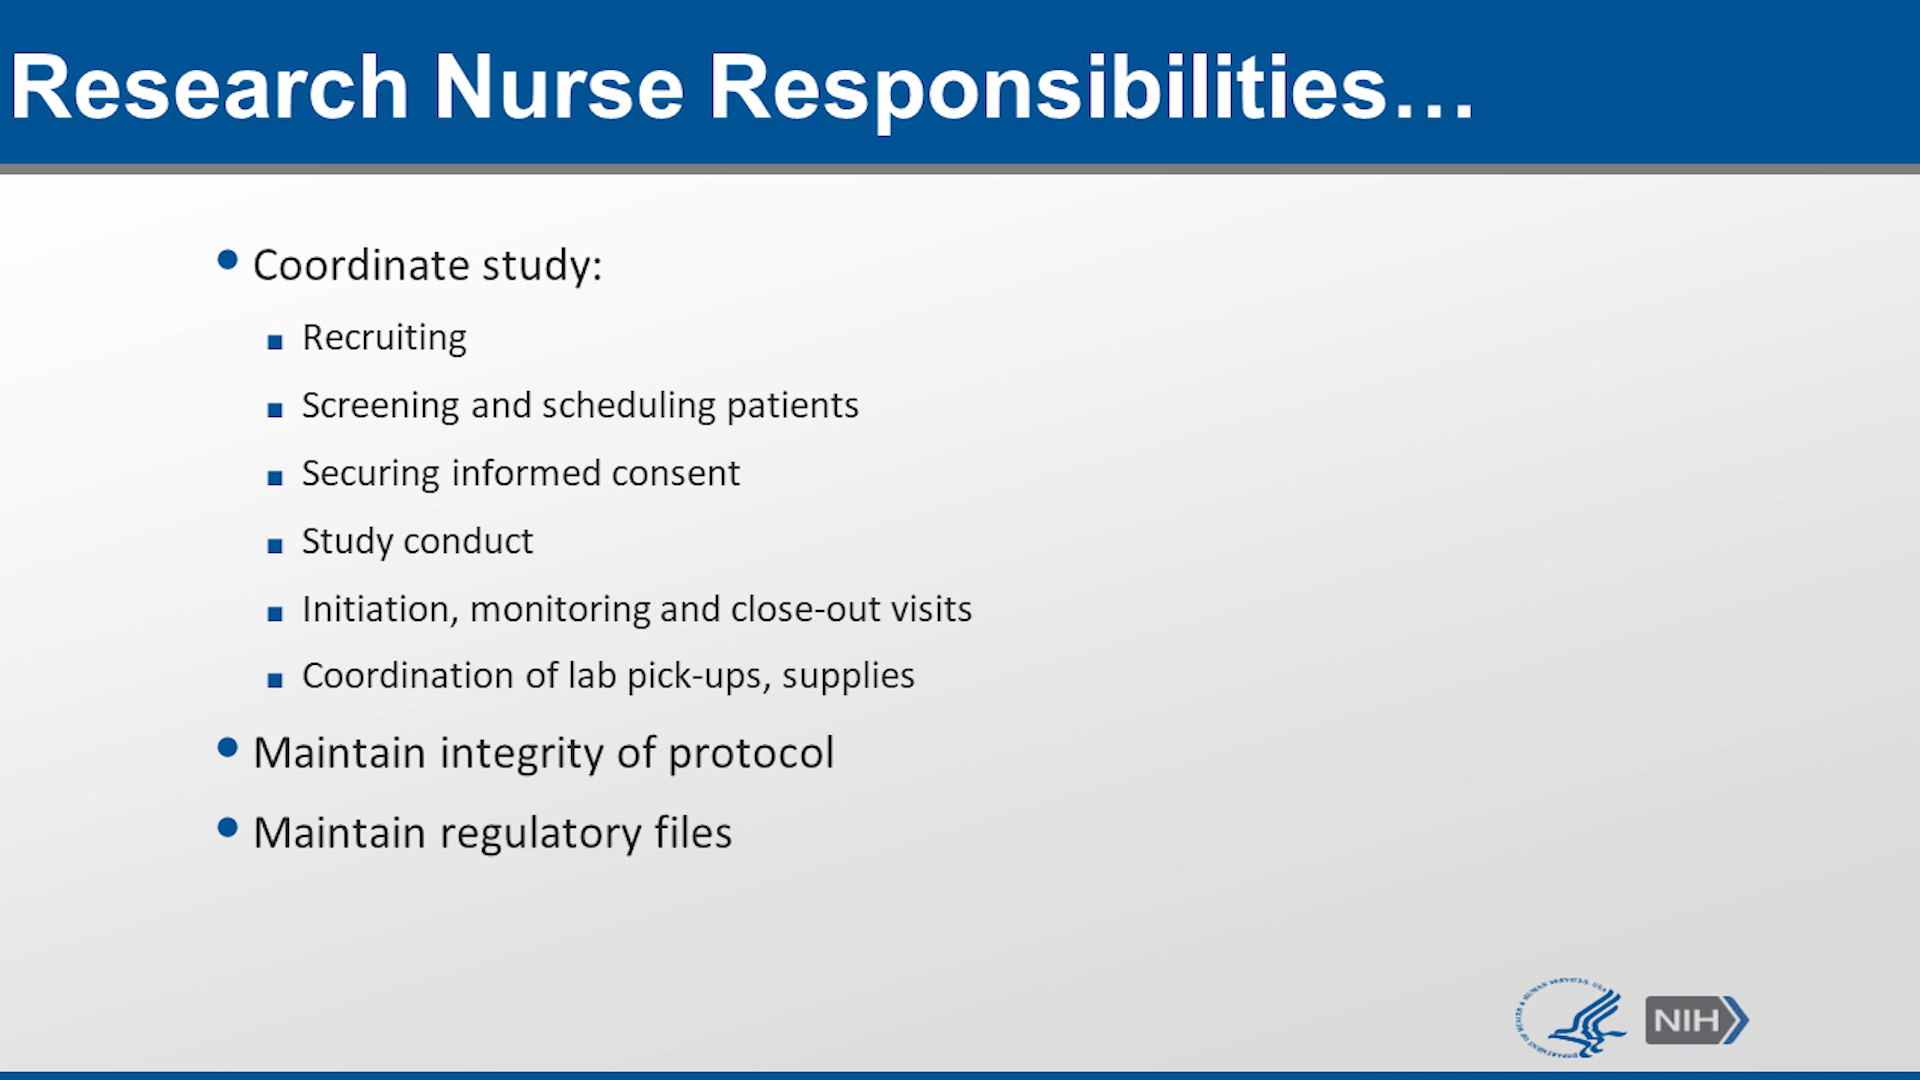 Research Nurse Responsibilities…
Coordinate study:
Recruiting
Screening and scheduling patients
Securing informed consent
Study conduct
Initiation, monitoring and close-out visits
Coordination of lab pick-ups, supplies
Maintain integrity of protocol
Maintain regulatory files
NIH